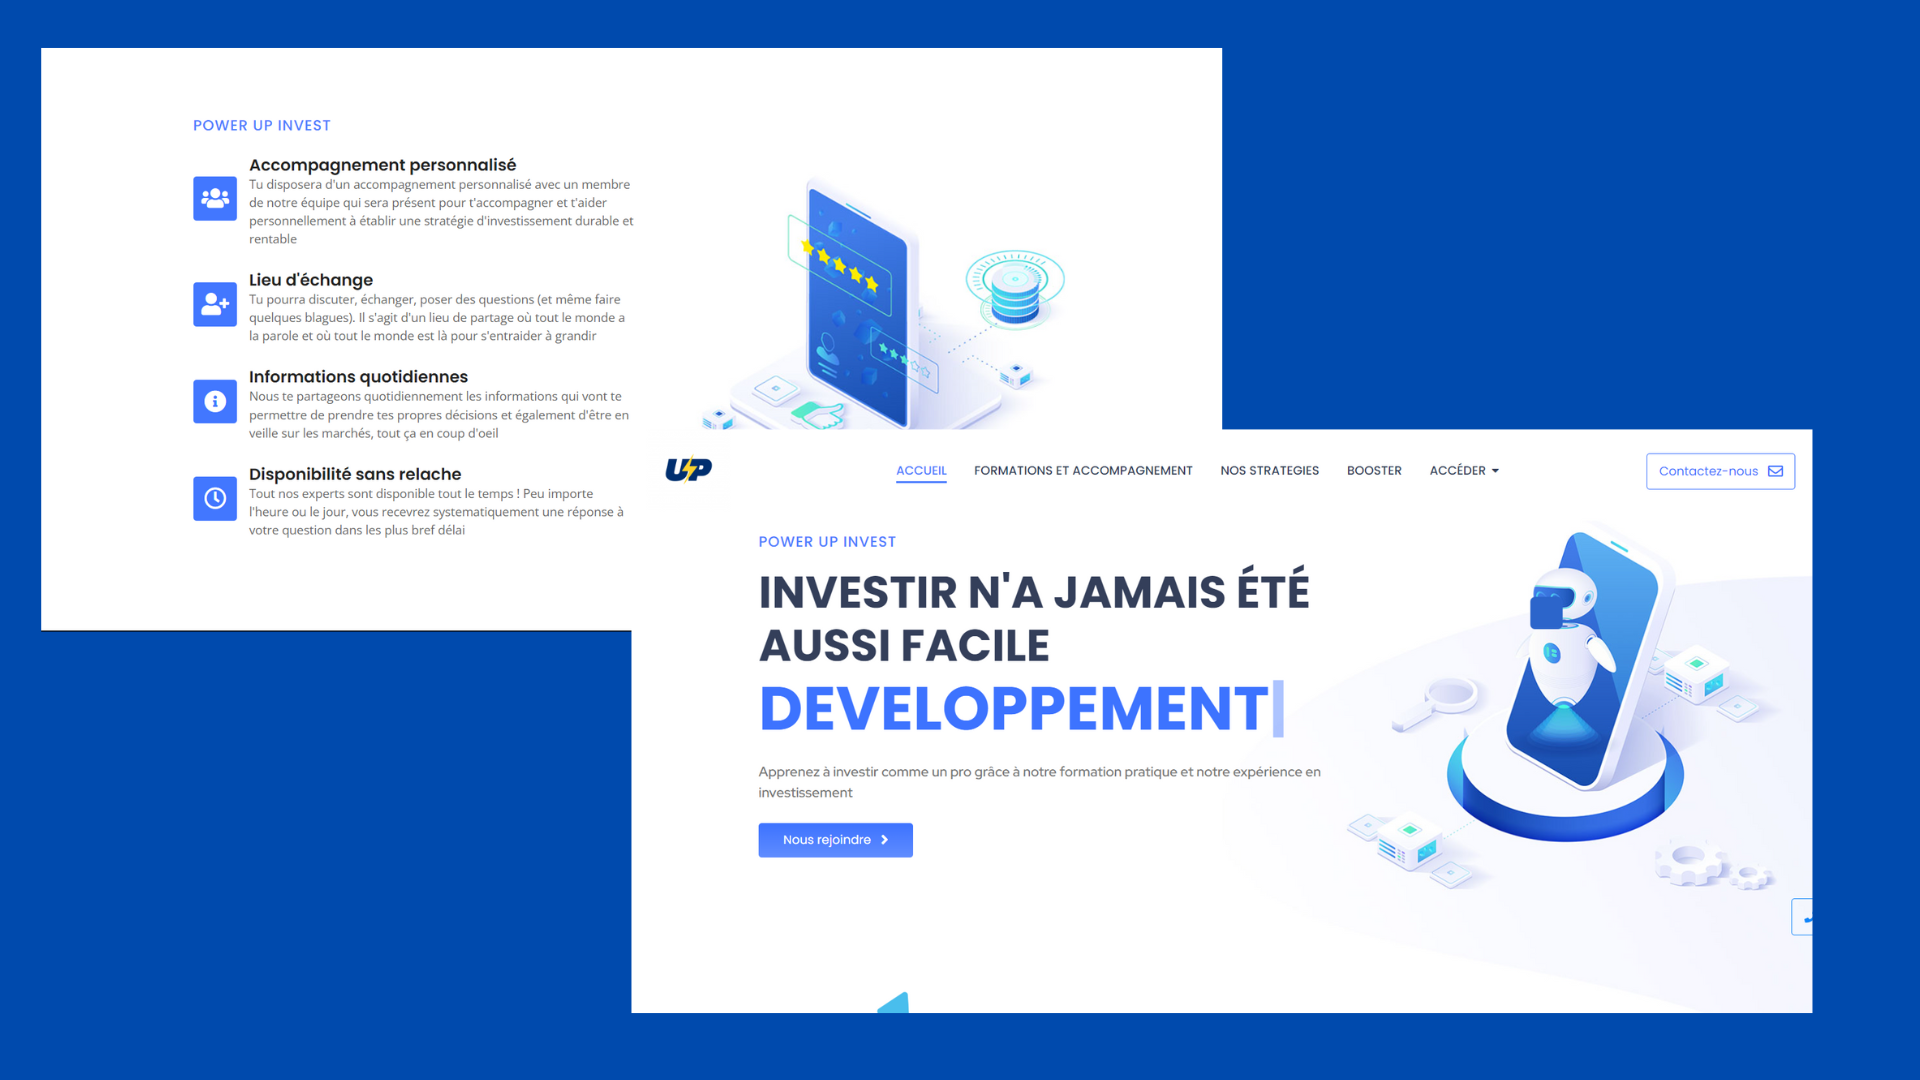 POWER UP INVEST
Accompagnement personnalisé
Tu disposera d'un accompagnement personnalisé avec un membre
de notre équipe qui sera présent pour t'accompagner et t'aider
personnellement à établir une stratégie d'investissement durable et
rentable
Lieu d'échange
Tu pourra discuter, échanger, poser des questions (et même faire
quelques blagues). Il s'agit d'un lieu de partage où tout le monde a
la parole et où tout le monde est là pour s'entraider à grandir
Informations quotidiennes
Nous te partageons quotidiennement les informations qui vont te
permettre de prendre tes propres décisions et également d'être en
veille sur les marchés, tout ça en coup d'oeil
Disponibilité sans relache
Tout nos experts sont disponible tout le temps ! Peu importe
l'heure ou le jour, vous recevrez systematiquement une réponse à
votre question dans les plus bref délai
UP
ACCUEIL
FORMATIONS ET ACCOMPAGNEMENT
NOS STRATEGIES
BOOSTER
ACCÉDER
Contactez-nous
POWER UP INVEST
INVESTIR N'A JAMAIS ÉTÉ
AUSSI FACILE
DEVELOPPEMENT
Apprenez à investir comme un pro grâce à notre formation pratique et notre expérience en
investissement
Nous rejoindre